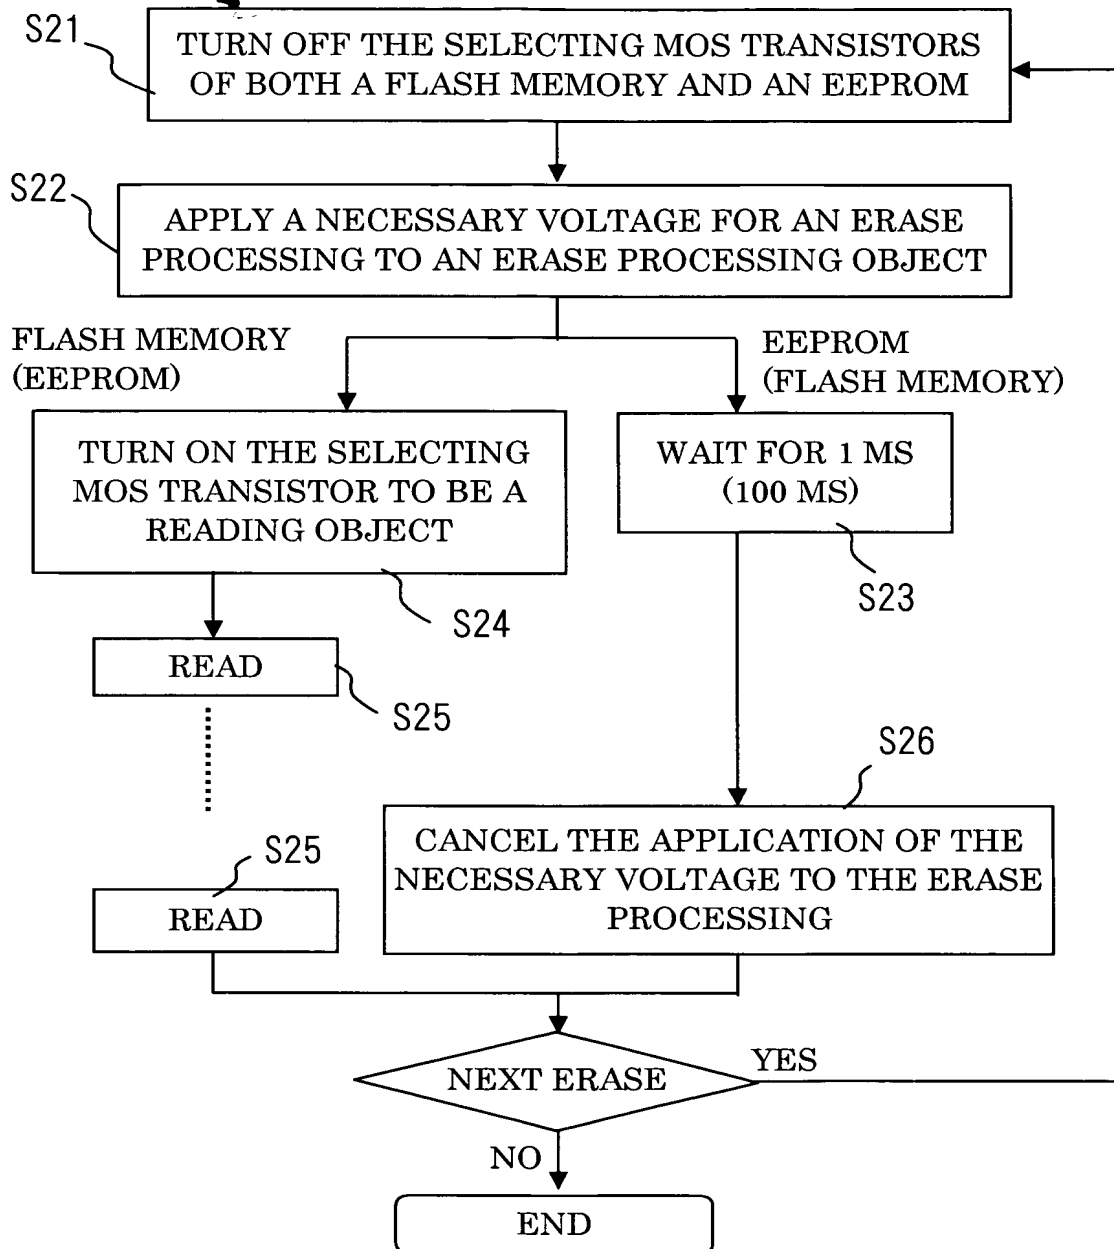 S21
TURN OFF THE SELECTING MOS TRANSISTORS
OF BOTH A FLASH MEMORY AND AN EEPROM
S22
APPLY A NECESSARY VOLTAGE FOR AN ERASE
PROCESSING TO AN ERASE PROCESSING OBJECT
FLASH MEMORY
(EEPROM)
EEPROM
(FLASH MEMORY)
TURN ON THE SELECTING
MOS TRANSISTOR TO BE A
READING OBJECT
WAIT FOR 1 MS
(100 MS)
S23
S24
READ
S25
S26
S25
READ
CANCEL THE APPLICATION OF THE
NECESSARY VOLTAGE TO THE ERASE
PROCESSING
NEXT ERASE
YES
NO
END